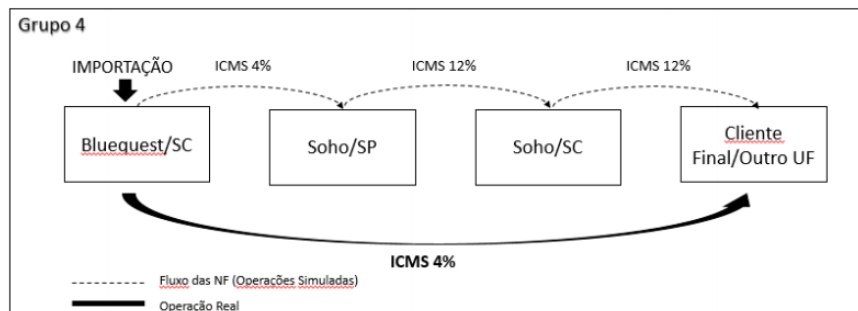 Grupo 4
IMPORTAÇÃO
ICMS 4%
ICMS 12%
ICMS 12%
Bluequest/SC
Soho/SP
Soho/SC
Cliente
Final/Outro UF
ICMS 4%
Fluxo das NF (Operações Simuladas)
Operação Real